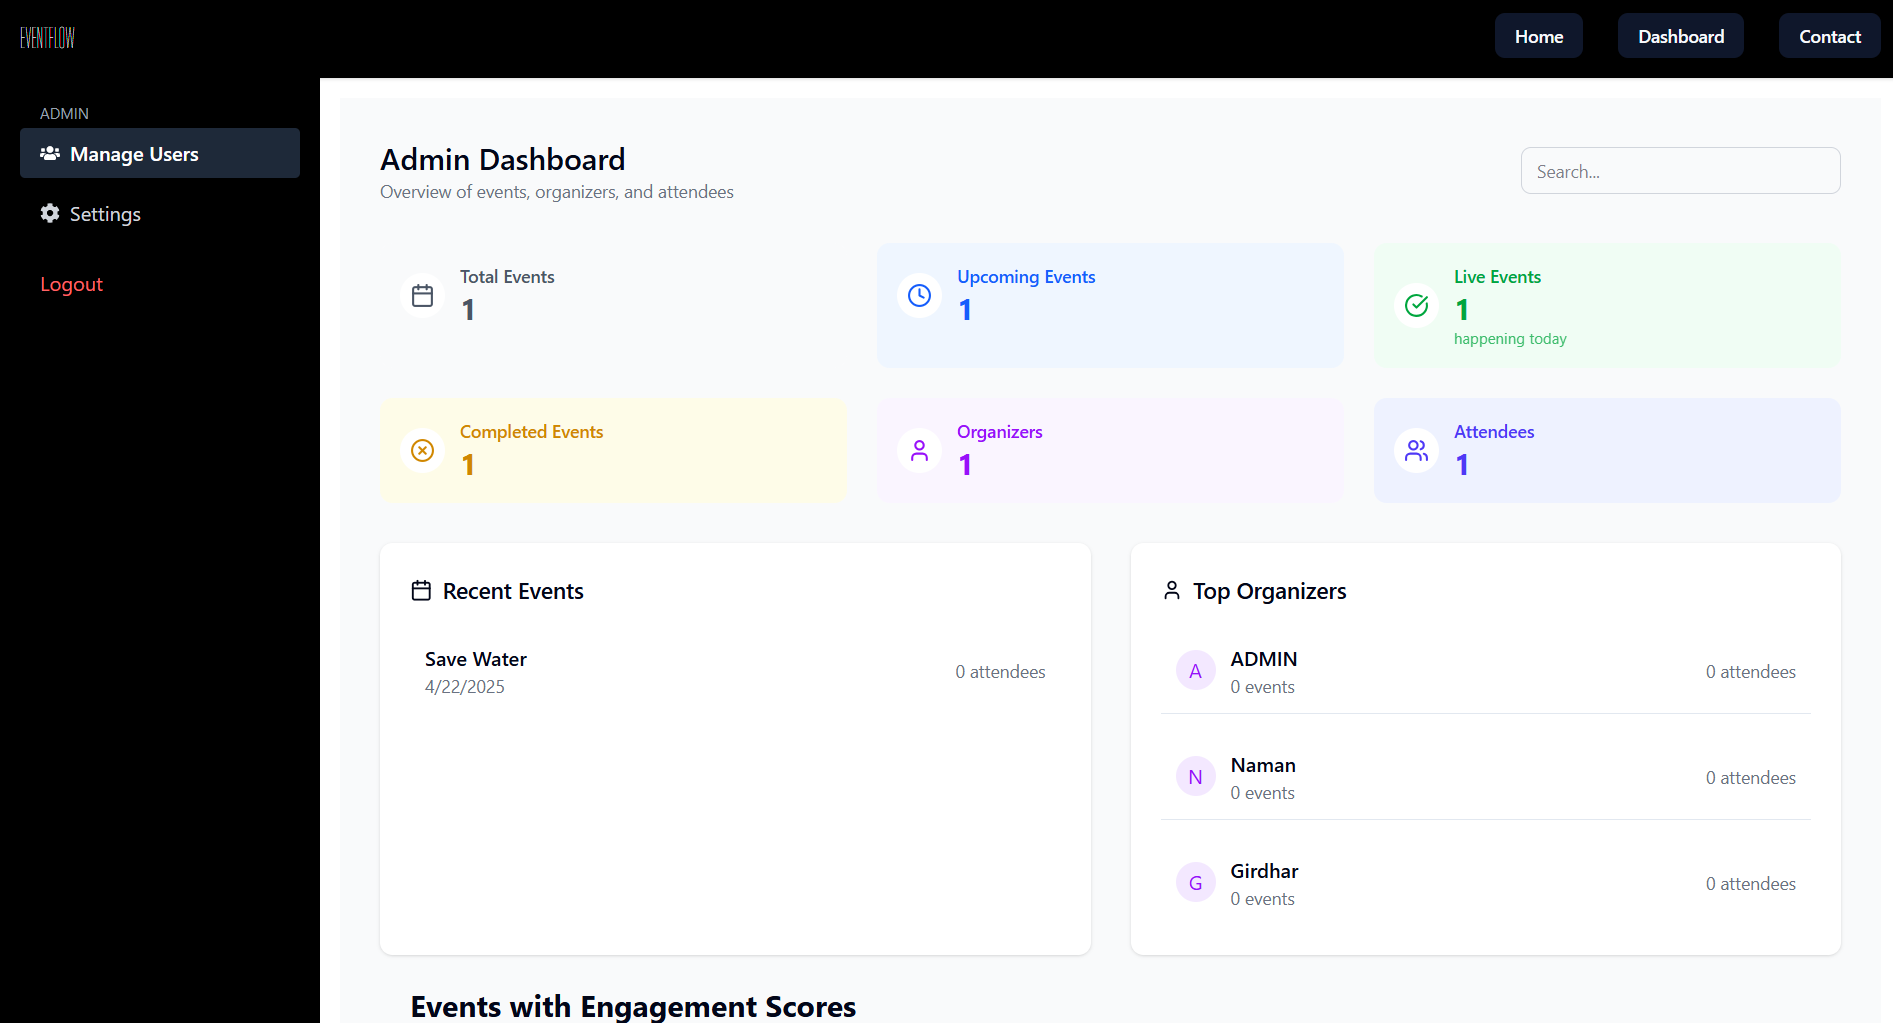 EVENTFLOW
Home
Dashboard
Contact
ADMIN
Manage Users
Settings
Logout
Admin Dashboard
Overview of events, organizers, and attendees
Search...
Total Events
1
Upcoming Events
1
Live Events
1
happening today
Completed Events
1
Organizers
1
Attendees
1
Recent Events
Save Water
4/22/2025
0 attendees
Top Organizers
A
ADMIN
0 events
0 attendees
N
Naman
0 events
0 attendees
G
Girdhar
0 events
0 attendees
Events with Engagement Scores